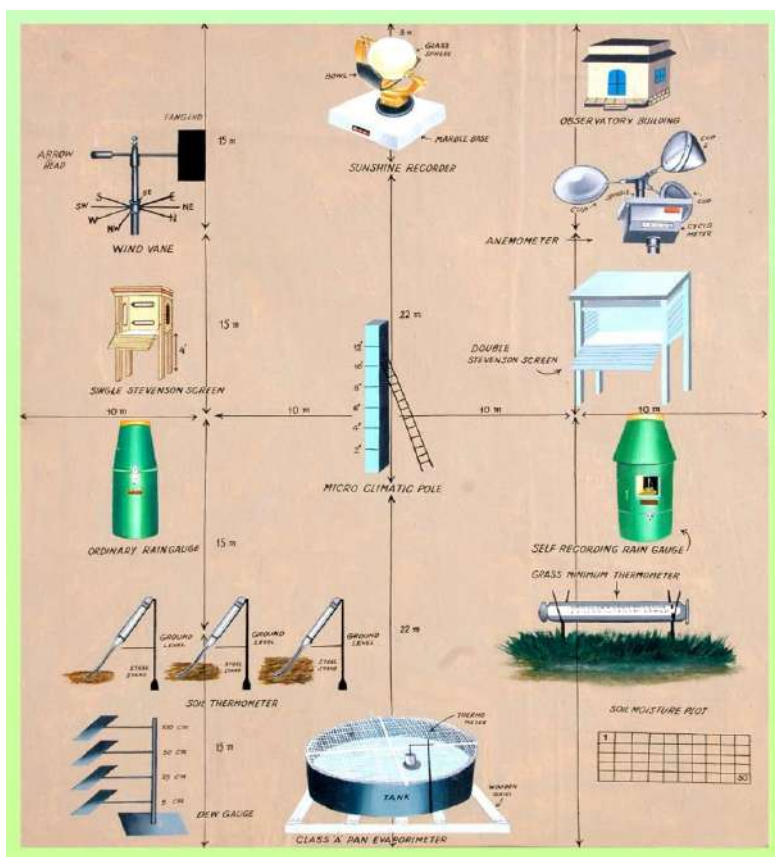 GLASS
SPHERE
BOWL
MARBLE BASE
SUNSHINE RECORDER
OBSERVATORY BUILDING
15 m
ARROW
HEAD
S
SE
E
SW
NE
W
N
NW
WIND VANE
CUP
SPINDLE
CUP
CUP
CYCLO
METER
ANEMOMETER
15 m
4'
SINGLE STEVENSON SCREEN
22 m
12'
10'
8'
6'
4'
2'
MICRO CLIMATIC POLE
DOUBLE
STEVENSON SCREEN
10 m
10 m
10 m
10 m
ORDINARY RAINGAUGE
15 m
SELF RECORDING RAIN GAUGE
GRASS MINIMUM THERMOMETER
GROUND
LEVEL
STEEL
STAND
GROUND
LEVEL
STEEL
STAND
GROUND
LEVEL
STEEL
STAND
SOIL THERMOMETER
22 m
SOIL MOISTURE PLOT
1
50
100 CM
50 CM
25 CM
5 CM
DEW GAUGE
15 m
THERMO
METER
TANK
WOODEN
CLASS 'A' PAN EVAPORIMETER